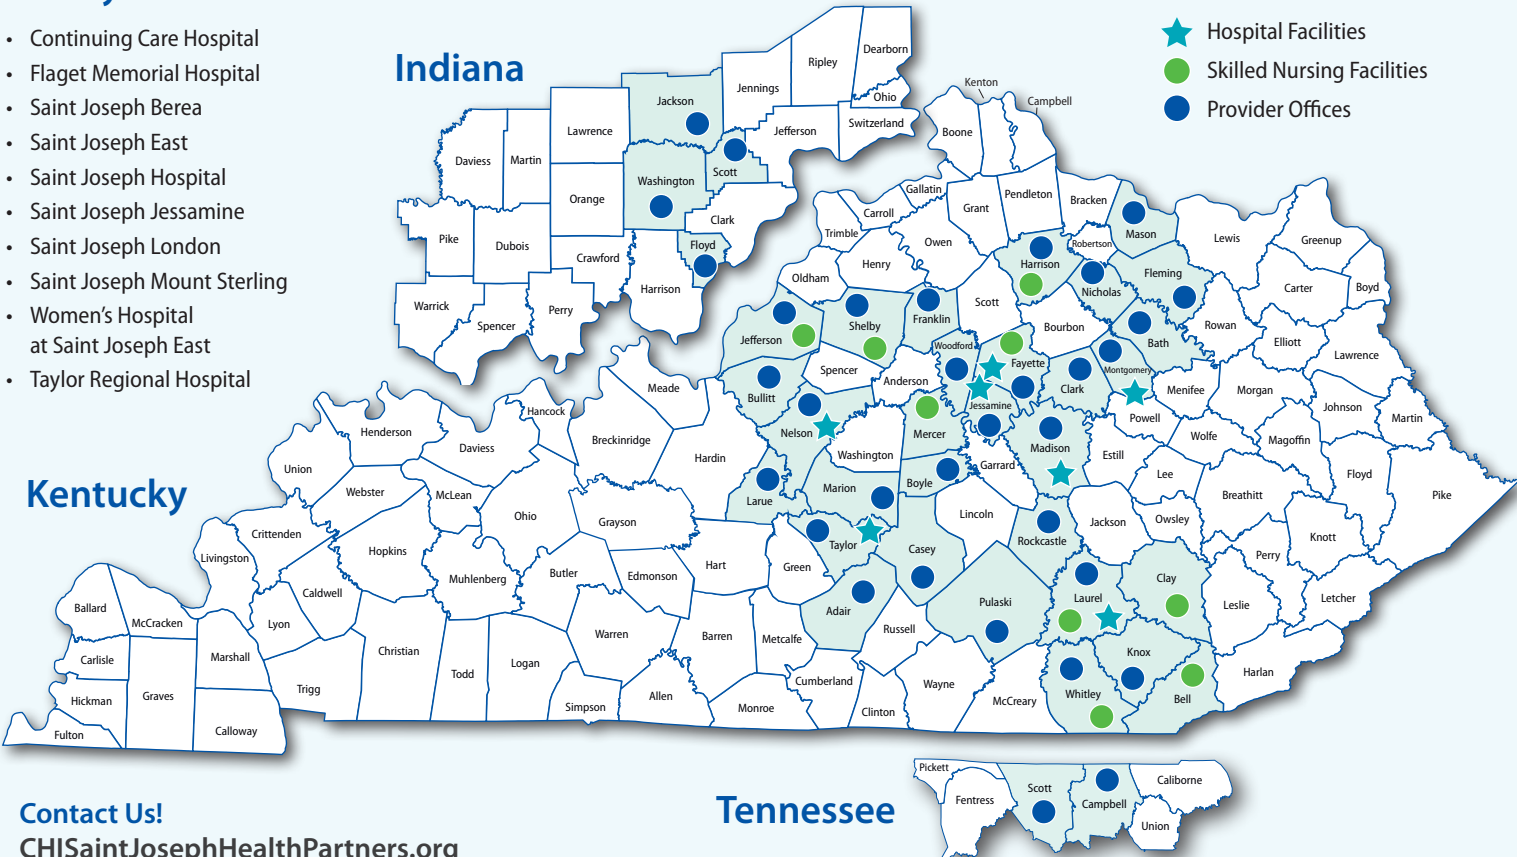 • Continuing Care Hospital
• Flaget Memorial Hospital
• Saint Joseph Berea
• Saint Joseph East
• Saint Joseph Hospital
• Saint Joseph Jessamine
• Saint Joseph London
• Saint Joseph Mount Sterling
• Women's Hospital
at Saint Joseph East
• Taylor Regional Hospital
Hospital Facilities
Skilled Nursing Facilities
Provider Offices
Indiana
Dearborn
Ripley
Jennings
Ohio
Jackson
Lawrence
Jefferson
Switzerland
Daviess
Martin
Scott
Washington
Orange
Clark
Pike
Dubois
Floyd
Crawford
Harrison
Warrick
Perry
Spencer
Kentucky
Kenton
Campbell
Boone
Gallatin
Pendleton
Bracken
Grant
Carroll
Trimble
Mason
Robertson
Lewis
Greenup
Owen
Henry
Harrison
Fleming
Oldham
Carter
Boyd
Nicholas
Scott
Franklin
Shelby
Jefferson
Bourbon
Rowan
Bath
Elliott
Lawrence
Woodford
Fayette
Montgomery
Spencer
Anderson
Clark
Menifee
Morgan
Meade
Bullitt
Jessamine
Johnson
Hancock
Powell
Martin
Henderson
Nelson
Mercer
Breckinridge
Daviess
Washington
Madison
Wolfe
Magoffin
Hardin
Estill
Union
Garrard
Lee
Floyd
Boyle
Marion
Webster
McLean
Larue
Breathitt
Pike
Ohio
Grayson
Lincoln
Jackson
Owsley
Crittenden
Knott
Rockcastle
Taylor
Casey
Hopkins
Livingston
Perry
Hart
Green
Butler
Edmonson
Muhlenberg
Clay
Caldwell
Laurel
Pulaski
Leslie
Letcher
Ballard
McCracken
Adair
Lyon
Russell
Warren
Barren
Metcalfe
Christian
Marshall
Carlisle
Knox
Logan
Todd
Harlan
Cumberland
Wayne
Trigg
Whitley
Graves
Hickman
Allen
McCreary
Bell
Simpson
Monroe
Clinton
Calloway
Fulton
Tennessee
Pickett
Caliborne
Scott
Fentress
Campbell
Union
Contact Us!
CHISaintJosephHealthPartners.org